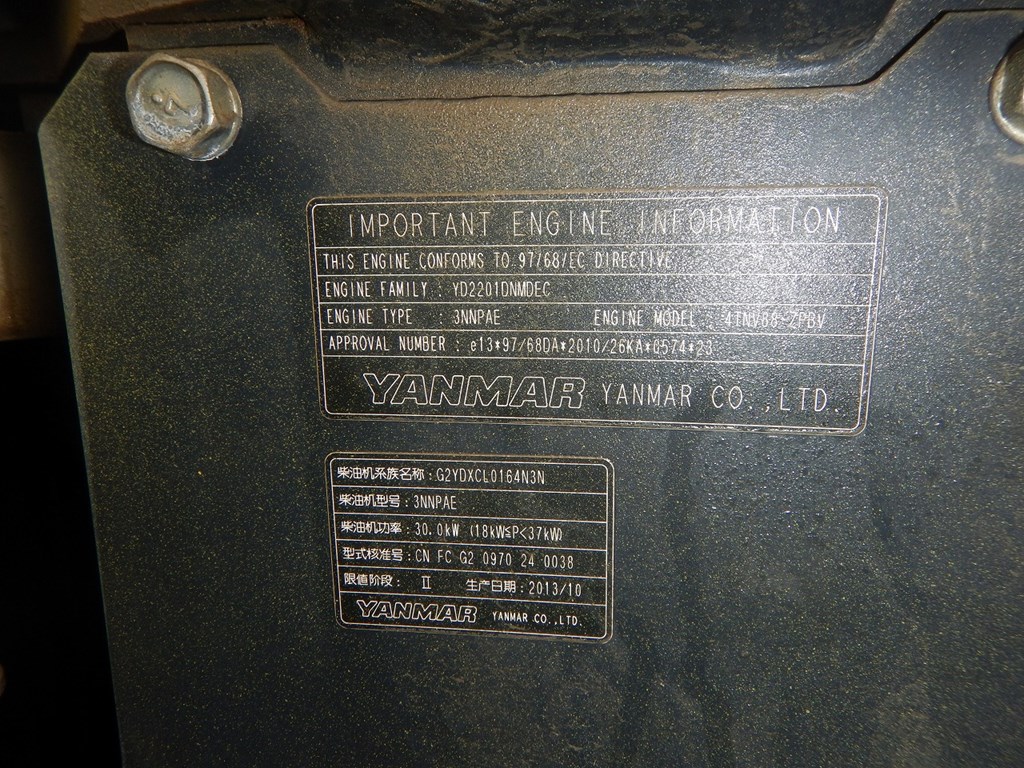 IMPORTANT ENGINE INFORMATION
THIS ENGINE CONFORMS TO 97/68/EC DIRECTIVE
ENGINE FAMILY : YD2201DNMDEC
ENGINE TYPE : 3NNPAE ENGINE MODEL : 4TNV88-ZPBV
APPROVAL NUMBER : e13*97/68DA*2010/26KA*0574*23
YANMAR YANMAR CO.,LTD.
柴油机系族名称:G2YDXCL0164N3N
柴油机型号:3NNPAE
柴油机功率:30.0kW (18kW≦P<37kW)
型式核准号:CN FC G2 0970 24 0038
限值阶段: Ⅱ 生产日期:2013/10
YANMAR YANMAR CO.,LTD.